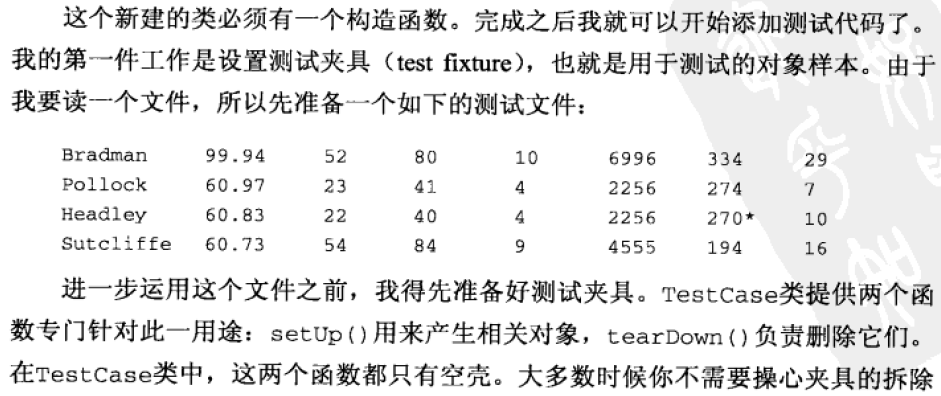 这个新建的类必须有一个构造函数。完成之后我就可以开始添加测试代码了。
我的第一件工作是设置测试夹具（test fixture），也就是用于测试的对象样本。由于
我要读一个文件，所以先准备一个如下的测试文件：
Bradman 99.94 52 80 10 6996 334 29
Pollock 60.97 23 41 4 2256 274 7
Headley 60.83 22 40 4 2256 270* 10
Sutcliffe 60.73 54 84 9 4555 194 16
进一步运用这个文件之前，我得先准备好测试夹具。TestCase类提供两个函
数专门针对此一用途：setUp()用来产生相关对象，tearDown()负责删除它们。
在TestCase类中，这两个函数都只有空壳。大多数时候你不需要操心夹具的拆除